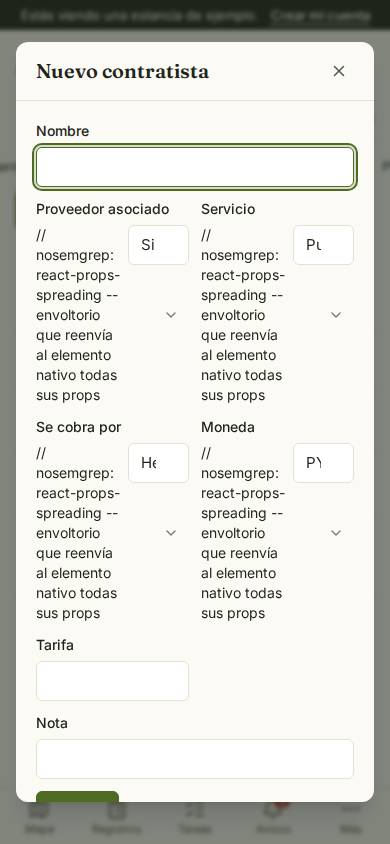 Estás viendo una estancia de ejemplo. Crear mi cuenta
Nuevo contratista
Nombre
Proveedor asociado
//
nosemgrep:
react-props-
spreading --
envoltorio
que reenvía
al elemento
nativo todas
sus props
Si
Servicio
//
nosemgrep:
react-props-
spreading --
envoltorio
que reenvía
al elemento
nativo todas
sus props
Pu
Se cobra por
//
nosemgrep:
react-props-
spreading --
envoltorio
que reenvía
al elemento
nativo todas
sus props
He
Moneda
//
nosemgrep:
react-props-
spreading --
envoltorio
que reenvía
al elemento
nativo todas
sus props
PY
Tarifa
Nota
Mapa Registros Tareas Avisos Más